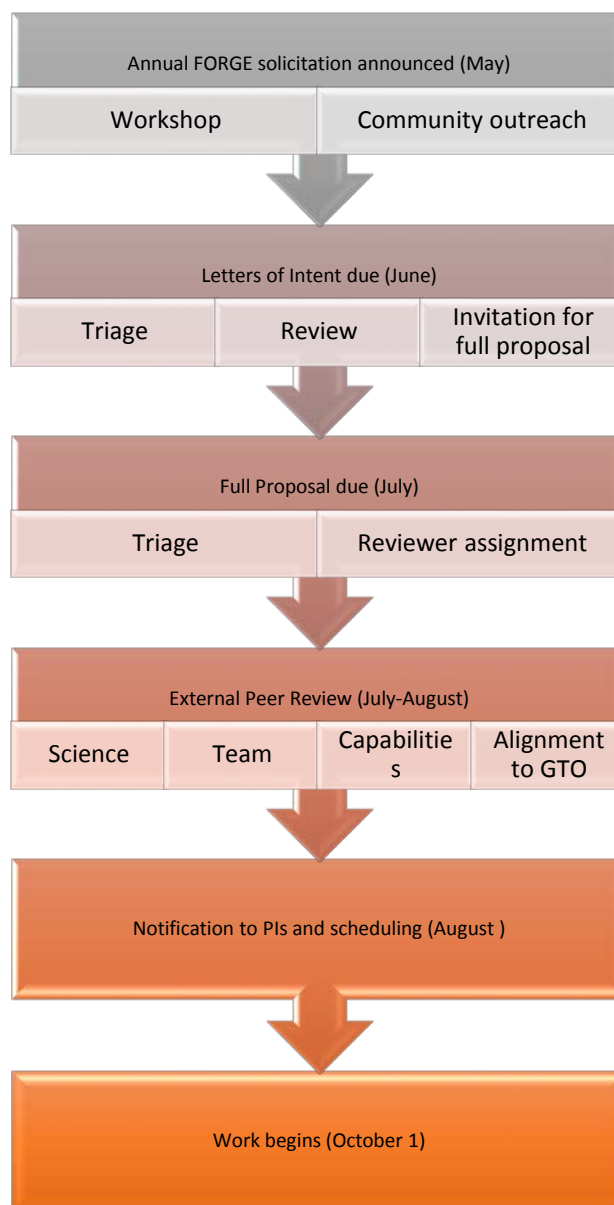 Annual FORGE solicitation announced (May)
Workshop
Community outreach
Letters of Intent due (June)
Triage
Review
Invitation for
full proposal
Full Proposal due (July)
Triage
Reviewer assignment
External Peer Review (July-August)
Science
Team
Capabilitie
s
Alignment
to GTO
Notification to PIs and scheduling (August )
Work begins (October 1)